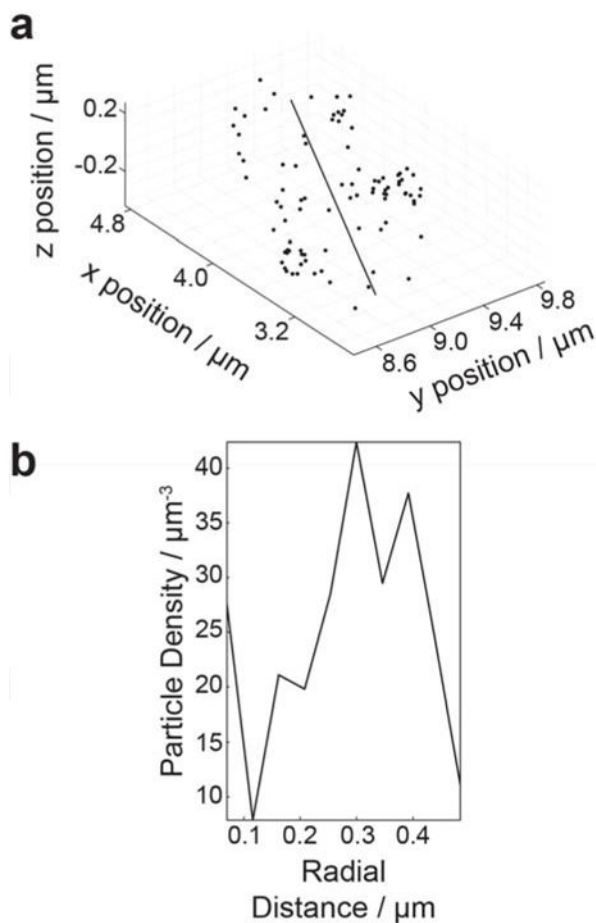 a
z position / µm
0.2
-0.2
4.8
4.0
3.2
x position / µm
8.6
9.0
9.4
9.8
y position / µm
b
Particle Density / µm-3
40
35
30
25
20
15
10
0.1 0.2 0.3 0.4
Radial
Distance / µm